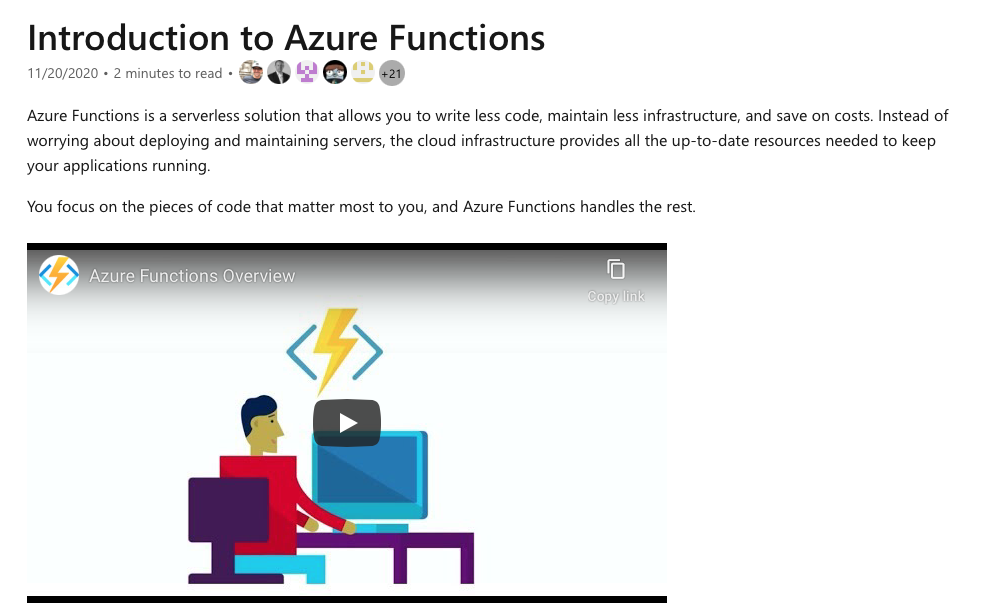 Introduction to Azure Functions
11/20/2020 • 2 minutes to read • +21
Azure Functions is a serverless solution that allows you to write less code, maintain less infrastructure, and save on costs. Instead of
worrying about deploying and maintaining servers, the cloud infrastructure provides all the up-to-date resources needed to keep
your applications running.
You focus on the pieces of code that matter most to you, and Azure Functions handles the rest.
Azure Functions Overview
Copy link